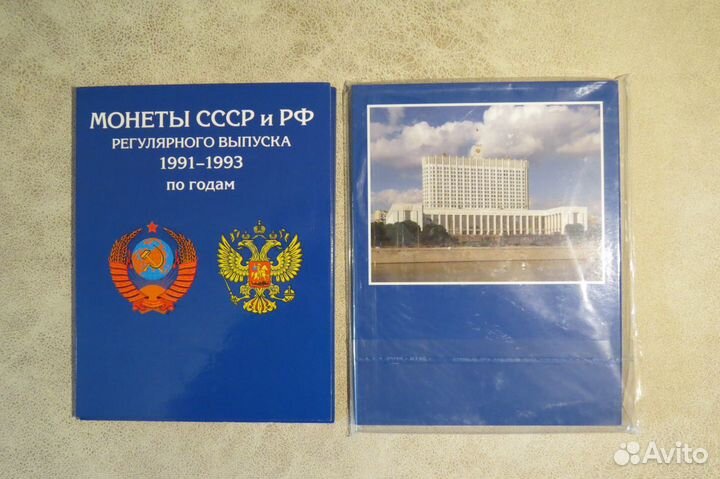 МОНЕТЫ СССР и РФ
РЕГУЛЯРНОГО ВЫПУСКА
1991–1993
по годам
Avito